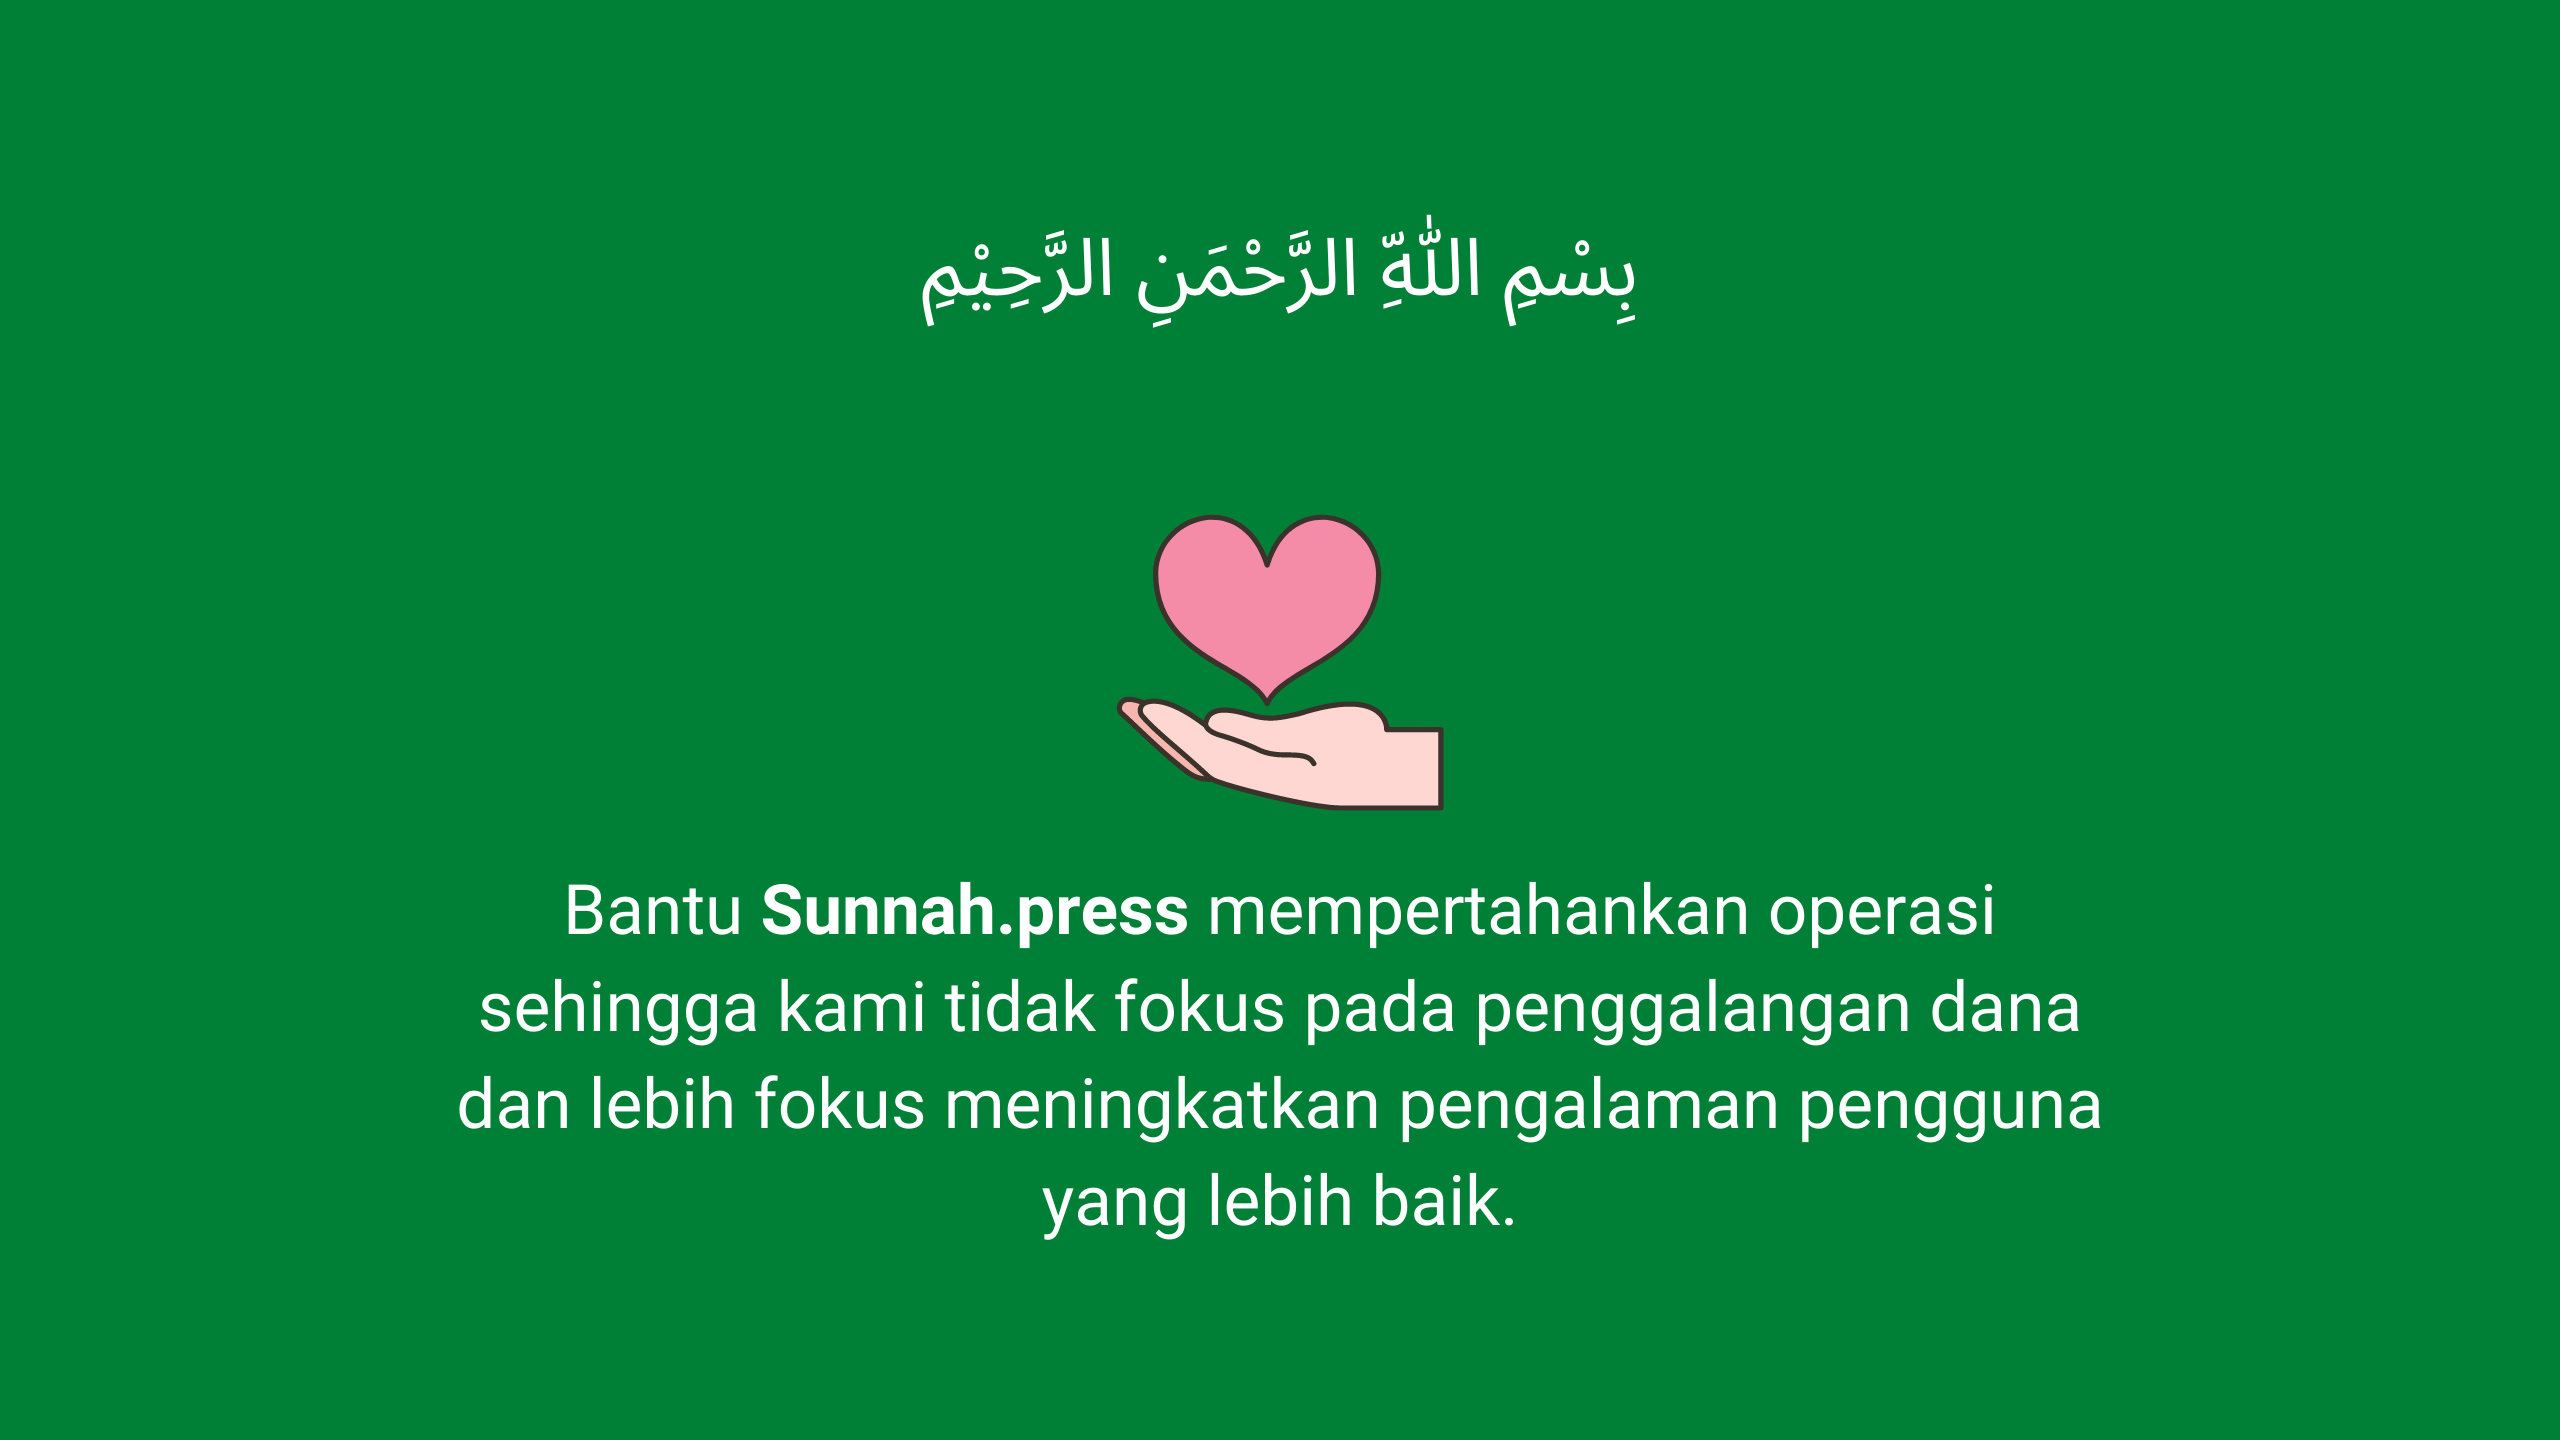 بِسْمِ اللّٰهِّ الرَّحْمَنِ الرَّحِيْمِ
Bantu Sunnah.press mempertahankan operasi
sehingga kami tidak fokus pada penggalangan dana
dan lebih fokus meningkatkan pengalaman pengguna
yang lebih baik.